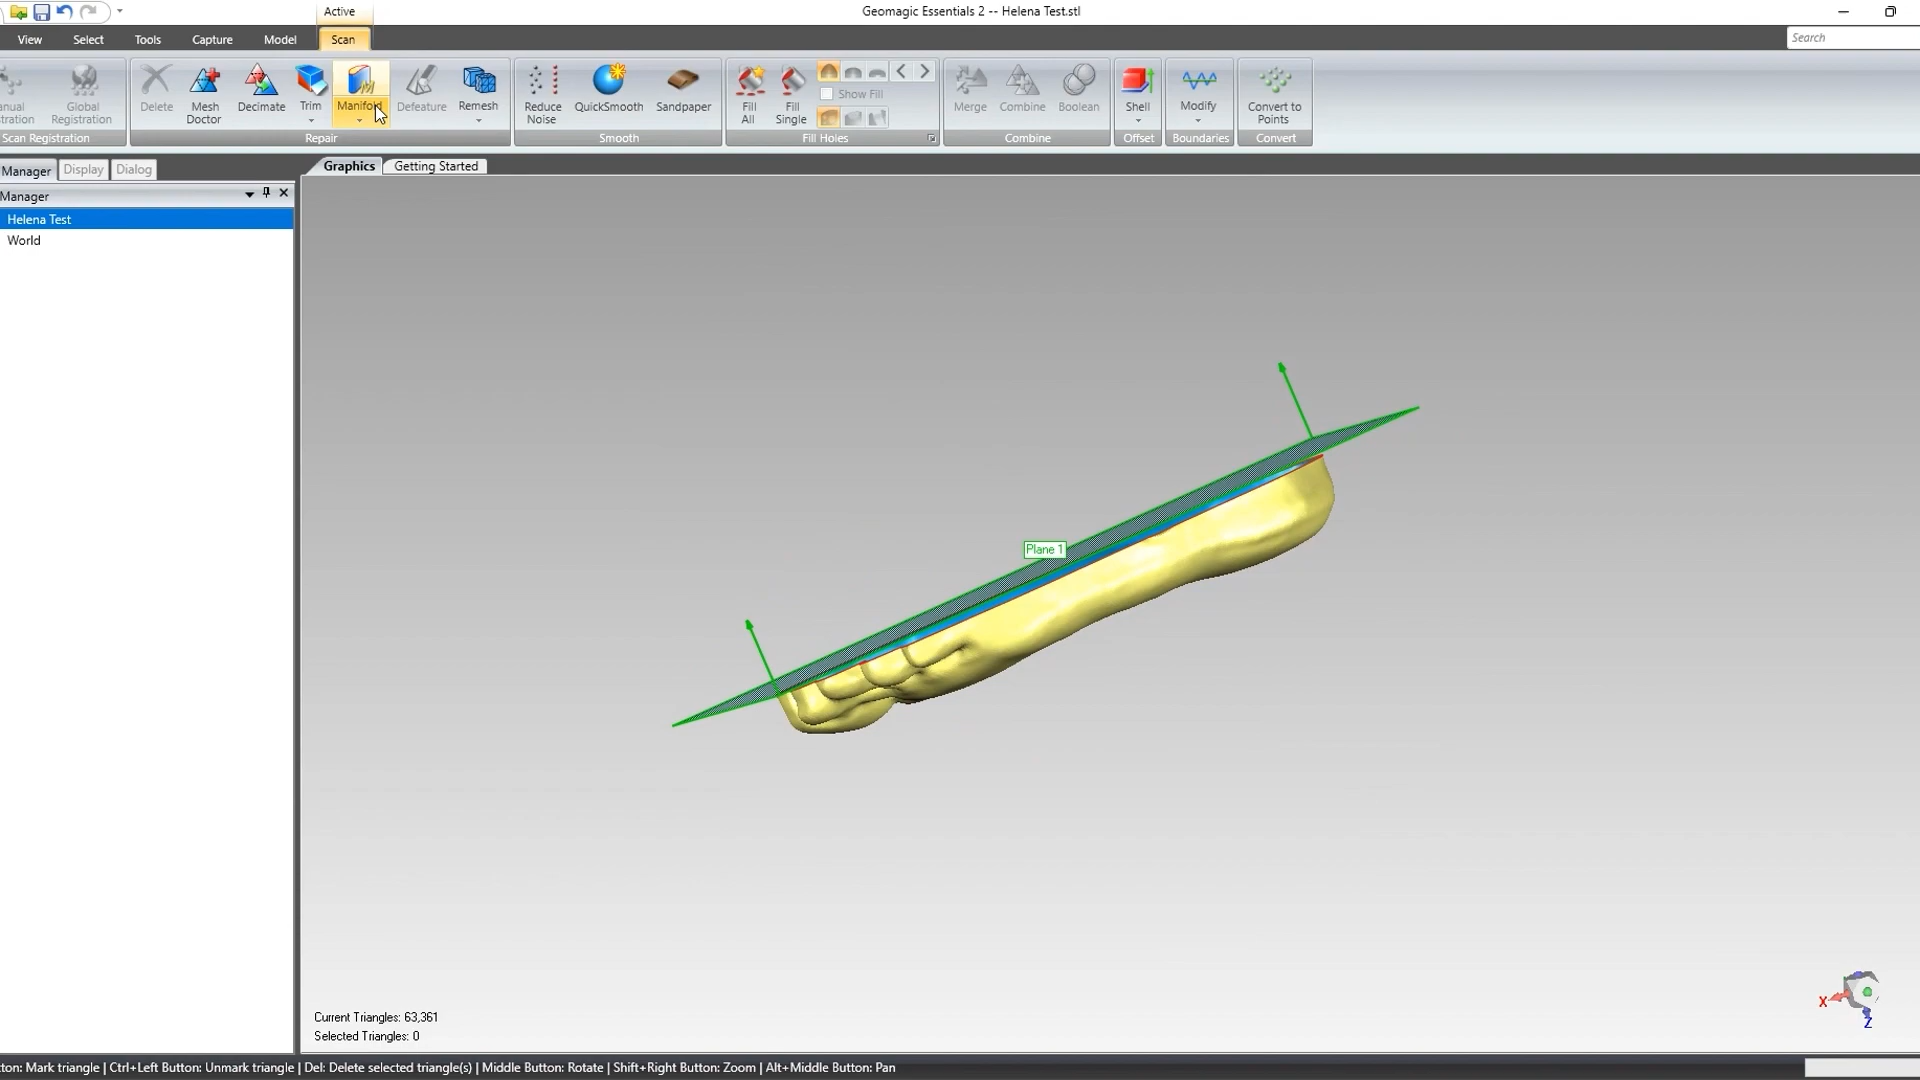 Active
Geomagic Essentials 2 -- Helena Test.stl
View Select Tools Capture Model Scan
Search
Global Registration
Delete
Mesh Doctor
Decimate
Trim
Manifold
Defeature
Remesh
Reduce Noise
QuickSmooth
Sandpaper
Fill All
Fill Single
Show Fill
Merge
Combine
Boolean
Shell
Modify
Convert to Points
Scan Registration
Repair
Smooth
Fill Holes
Combine
Offset
Boundaries
Convert
Manager Display Dialog
Graphics Getting Started
Manager
Helena Test
World
Plane 1
Current Triangles: 63,361
Selected Triangles: 0
X
Z
ton: Mark triangle | Ctrl+Left Button: Unmark triangle | Del: Delete selected triangle(s) | Middle Button: Rotate | Shift+Right Button: Zoom | Alt+Middle Button: Pan